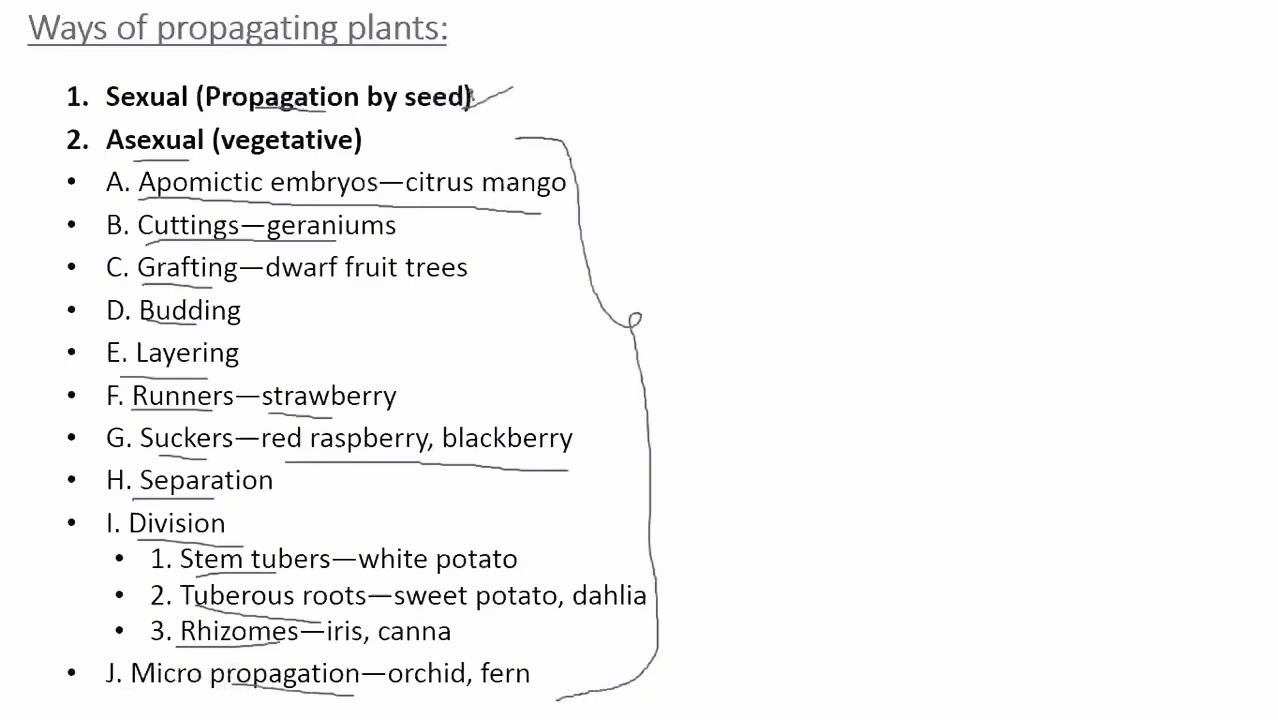 Ways of propagating plants:
1. Sexual (Propagation by seed)
2. Asexual (vegetative)
• A. Apomictic embryos—citrus mango
• B. Cuttings—geraniums
• C. Grafting—dwarf fruit trees
• D. Budding
• E. Layering
• F. Runners—strawberry
• G. Suckers—red raspberry, blackberry
• H. Separation
• I. Division
• 1. Stem tubers—white potato
• 2. Tuberous roots—sweet potato, dahlia
• 3. Rhizomes—iris, canna
• J. Micro propagation—orchid, fern